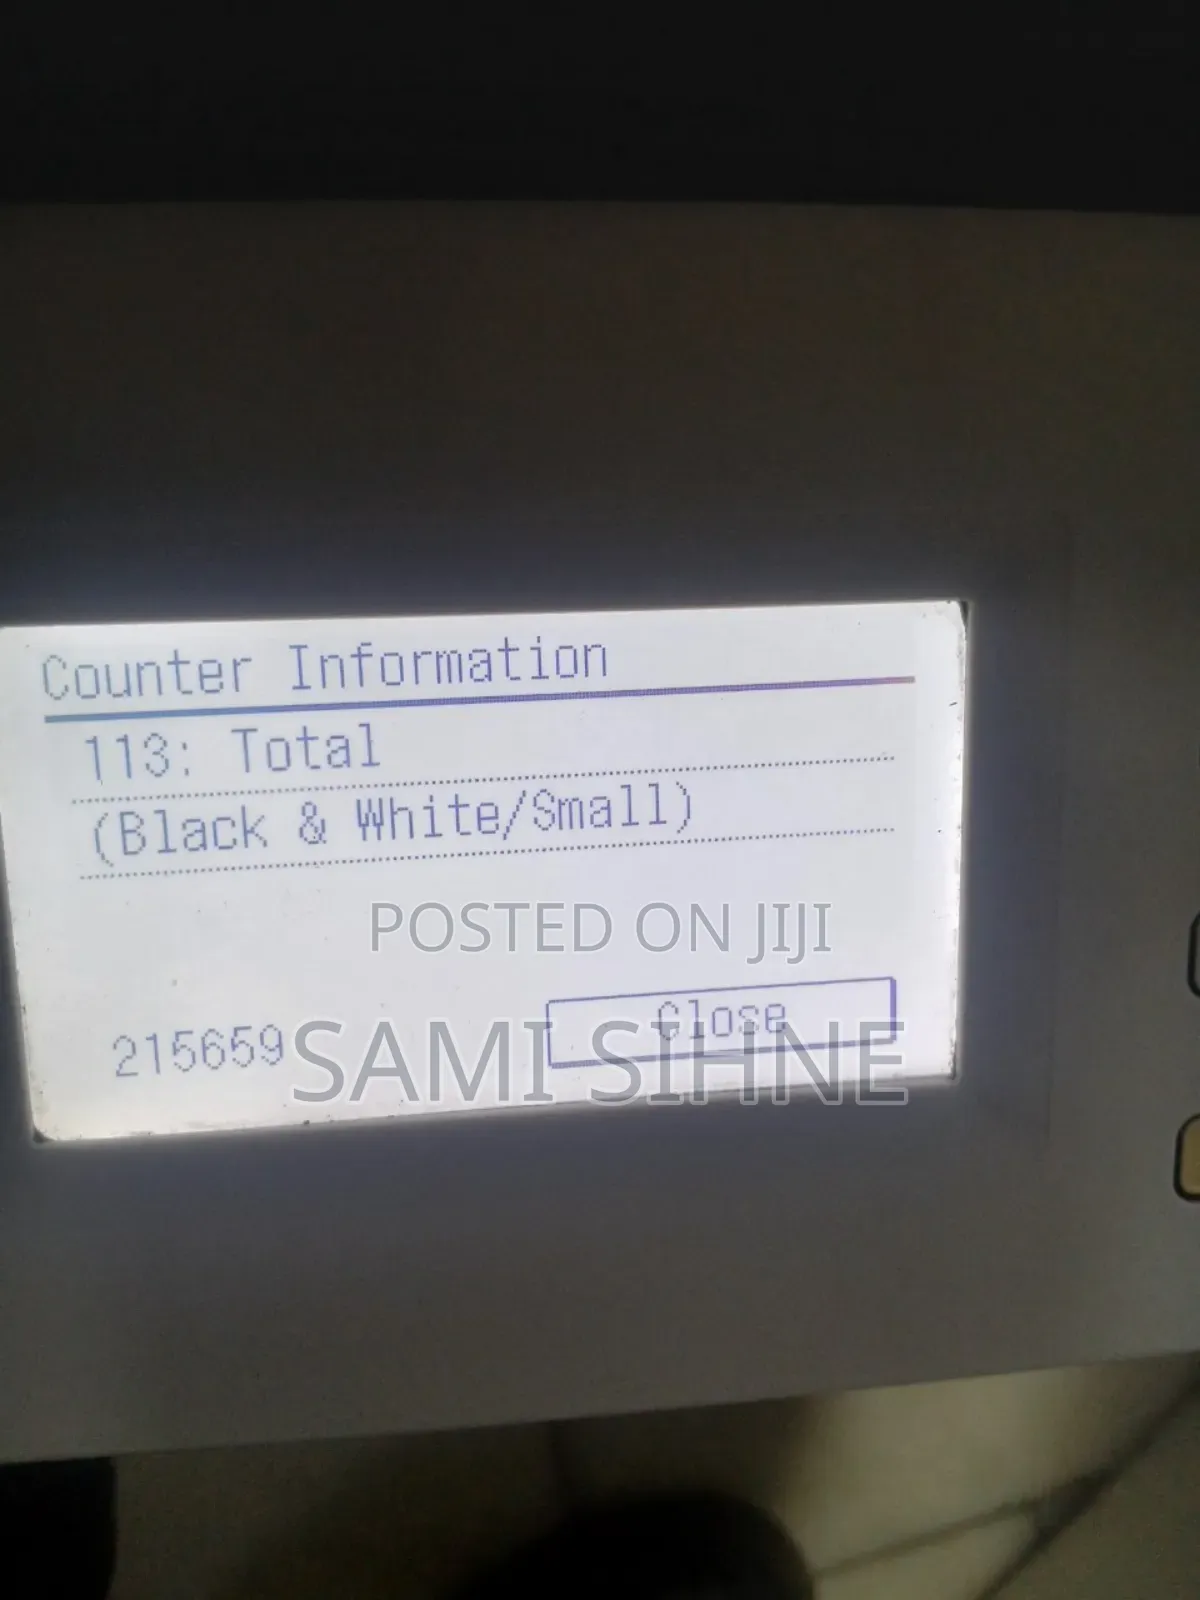 Counter Information
113: Total
(Black & White/Small)
POSTED ON JIJI
Close
215659
SAMI SIHNE